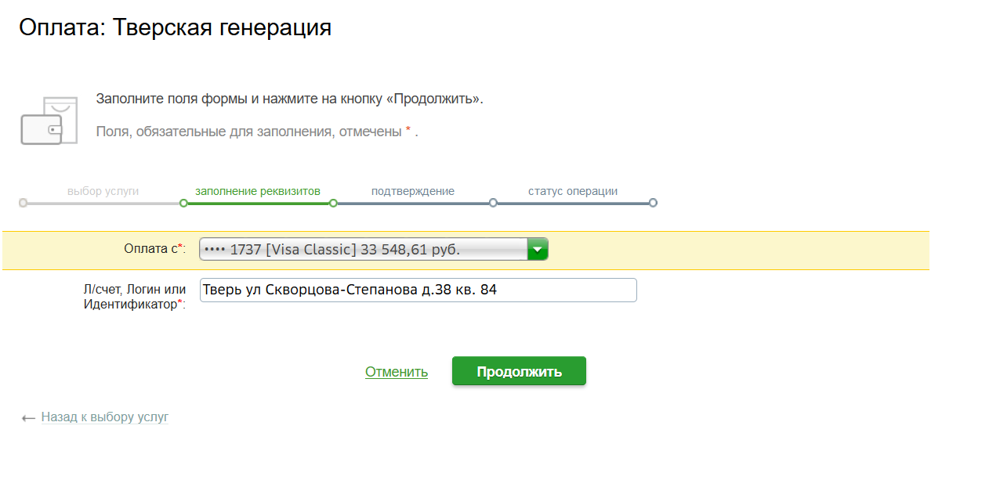 Оплата: Тверская генерация
Заполните поля формы и нажмите на кнопку «Продолжить».
Поля, обязательные для заполнения, отмечены * .
выбор услуги заполнение реквизитов подтверждение статус операции
Оплата с*: •••• 1737 [Visa Classic] 33 548,61 руб.
Л/счет, Логин или
Идентификатор*:
Тверь ул Скворцова-Степанова д.38 кв. 84
Отменить Продолжить
← Назад к выбору услуг